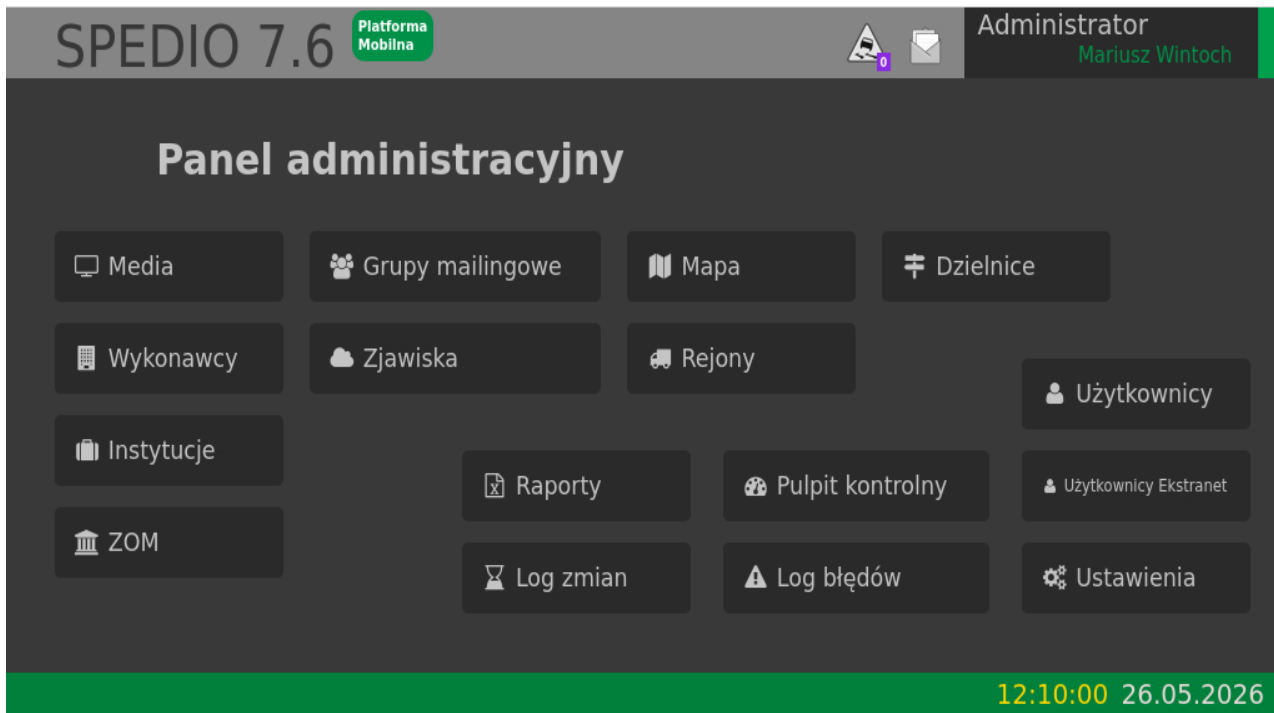 SPEDIO 7.6
Platforma
Mobilna
0
Administrator
Mariusz Wintoch
Panel administracyjny
Media
Grupy mailingowe
Mapa
Dzielnice
Wykonawcy
Zjawiska
Rejony
Użytkownicy
Instytucje
Raporty
Pulpit kontrolny
Użytkownicy Ekstranet
ZOM
Log zmian
Log błędów
Ustawienia
12:10:00 26.05.2026